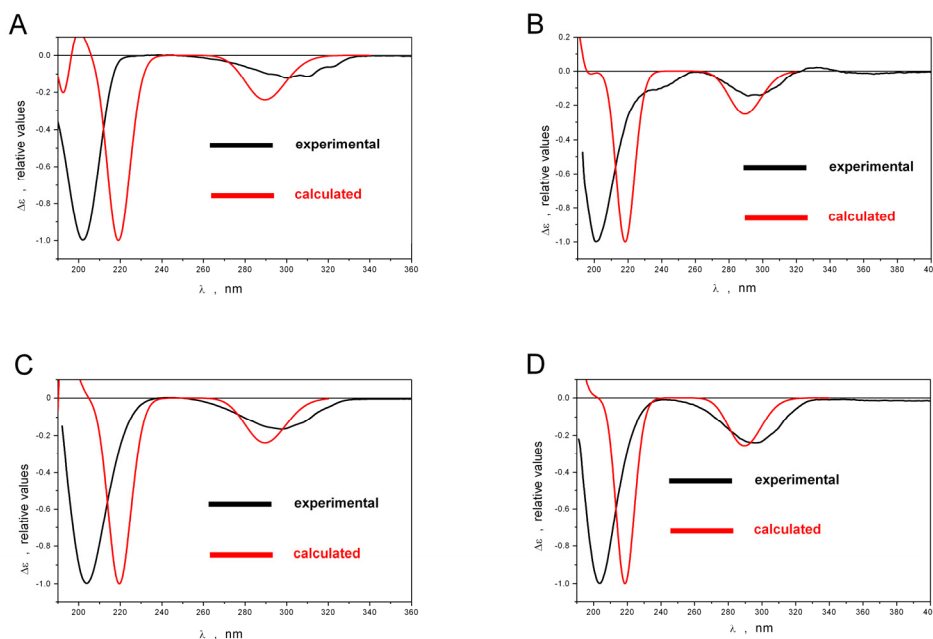 A
0.0
-0.2
-0.4
-0.6
-0.8
-1.0
Δε , relative values
experimental
calculated
200 220 240 260 280 300 320 340 360
λ , nm
B
0.2
0.0
-0.2
-0.4
-0.6
-0.8
-1.0
Δε , relative values
experimental
calculated
200 220 240 260 280 300 320 340 360 380 40
λ , nm
C
0.0
-0.2
-0.4
-0.6
-0.8
-1.0
Δε , relative values
experimental
calculated
200 220 240 260 280 300 320 340 360
λ , nm
D
0.0
-0.2
-0.4
-0.6
-0.8
-1.0
Δε , relative values
experimental
calculated
200 220 240 260 280 300 320 340 360 380 40
λ , nm